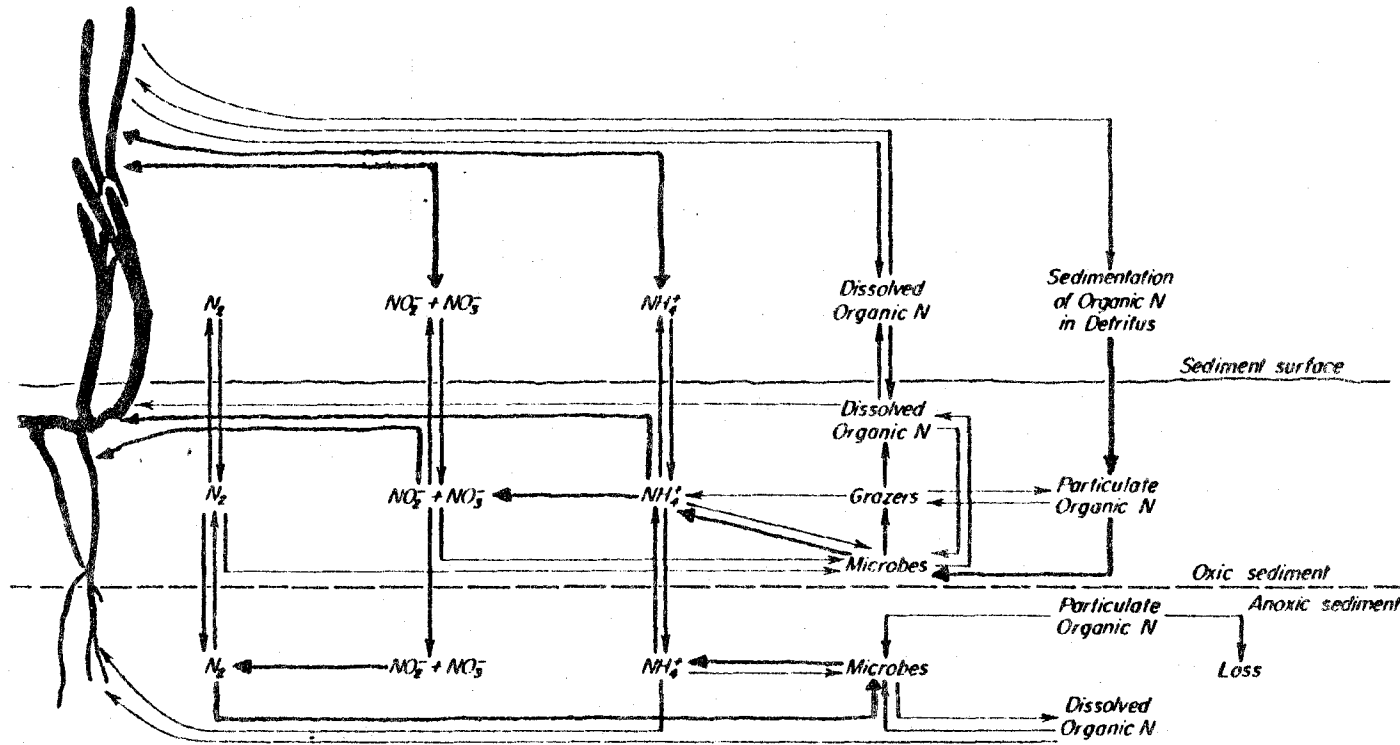 N₂
NO₂⁻ + NO₃⁻
NH₄⁺
Dissolved
Organic N
Sedimentation
of Organic N
in Detritus
Sediment surface
Dissolved
Organic N
N₂
NO₂⁻ + NO₃⁻
NH₄⁺
Grazers
Particulate
Organic N
Microbes
Oxic sediment
Anoxic sediment
Particulate
Organic N
N₂
NO₂⁻ + NO₃⁻
NH₄⁺
Microbes
Loss
Dissolved
Organic N